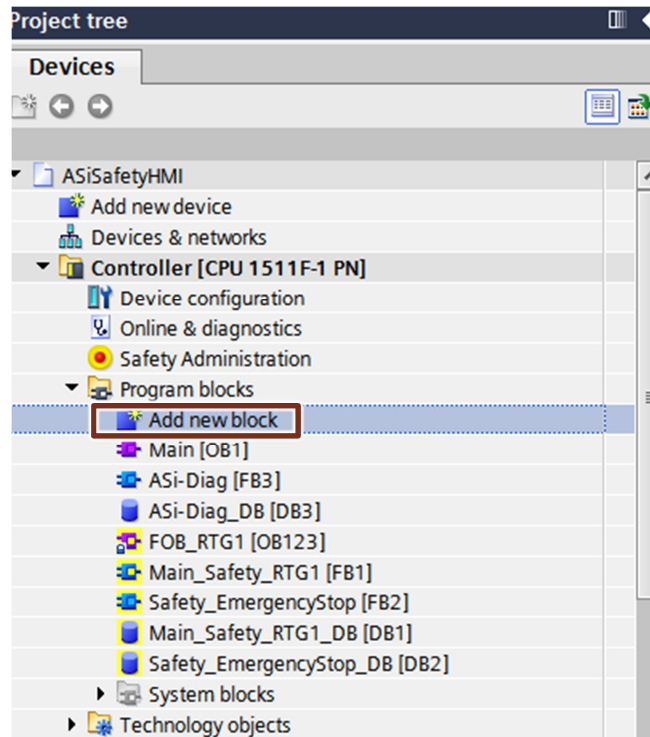 Project tree
Devices
ASiSafetyHMI
Add new device
Devices & networks
Controller [CPU 1511F-1 PN]
Device configuration
Online & diagnostics
Safety Administration
Program blocks
Add new block
Main [OB1]
ASi-Diag [FB3]
ASi-Diag_DB [DB3]
FOB_RTG1 [OB123]
Main_Safety_RTG1 [FB1]
Safety_EmergencyStop [FB2]
Main_Safety_RTG1_DB [DB1]
Safety_EmergencyStop_DB [DB2]
System blocks
Technology objects